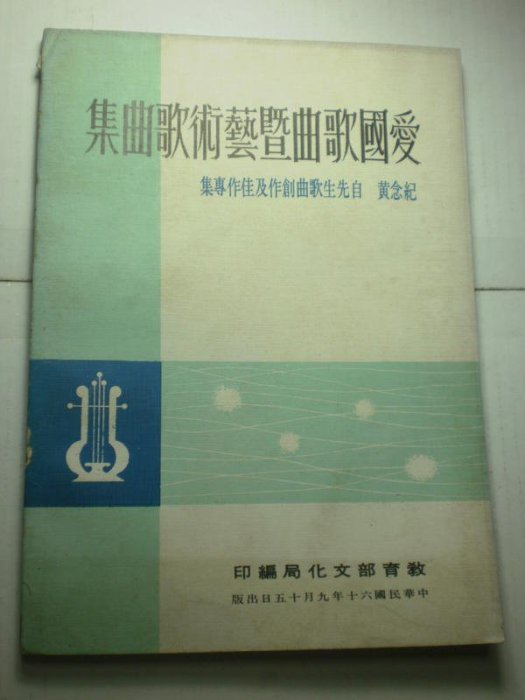 愛國歌曲暨藝術歌曲集
紀念黃 自先生歌曲創作及佳作專集
教育部文化局編印
中華民國六十年九月十五日出版